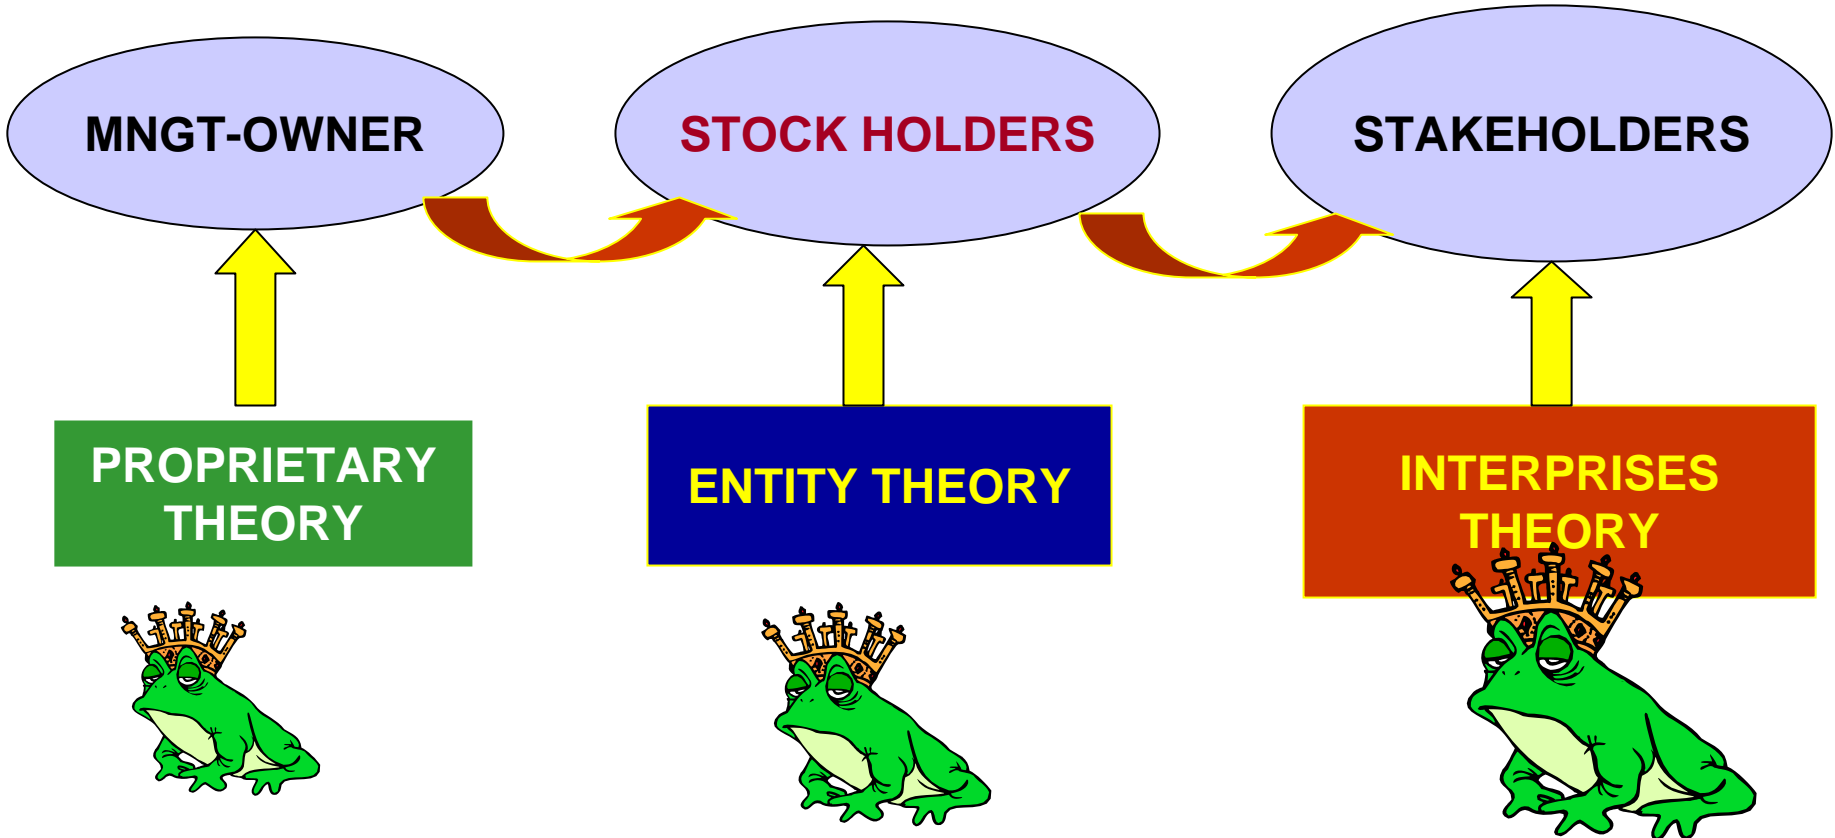 MNGT-OWNER
STOCK HOLDERS
STAKEHOLDERS
PROPRIETARY
THEORY
ENTITY THEORY
INTERPRISES
THEORY